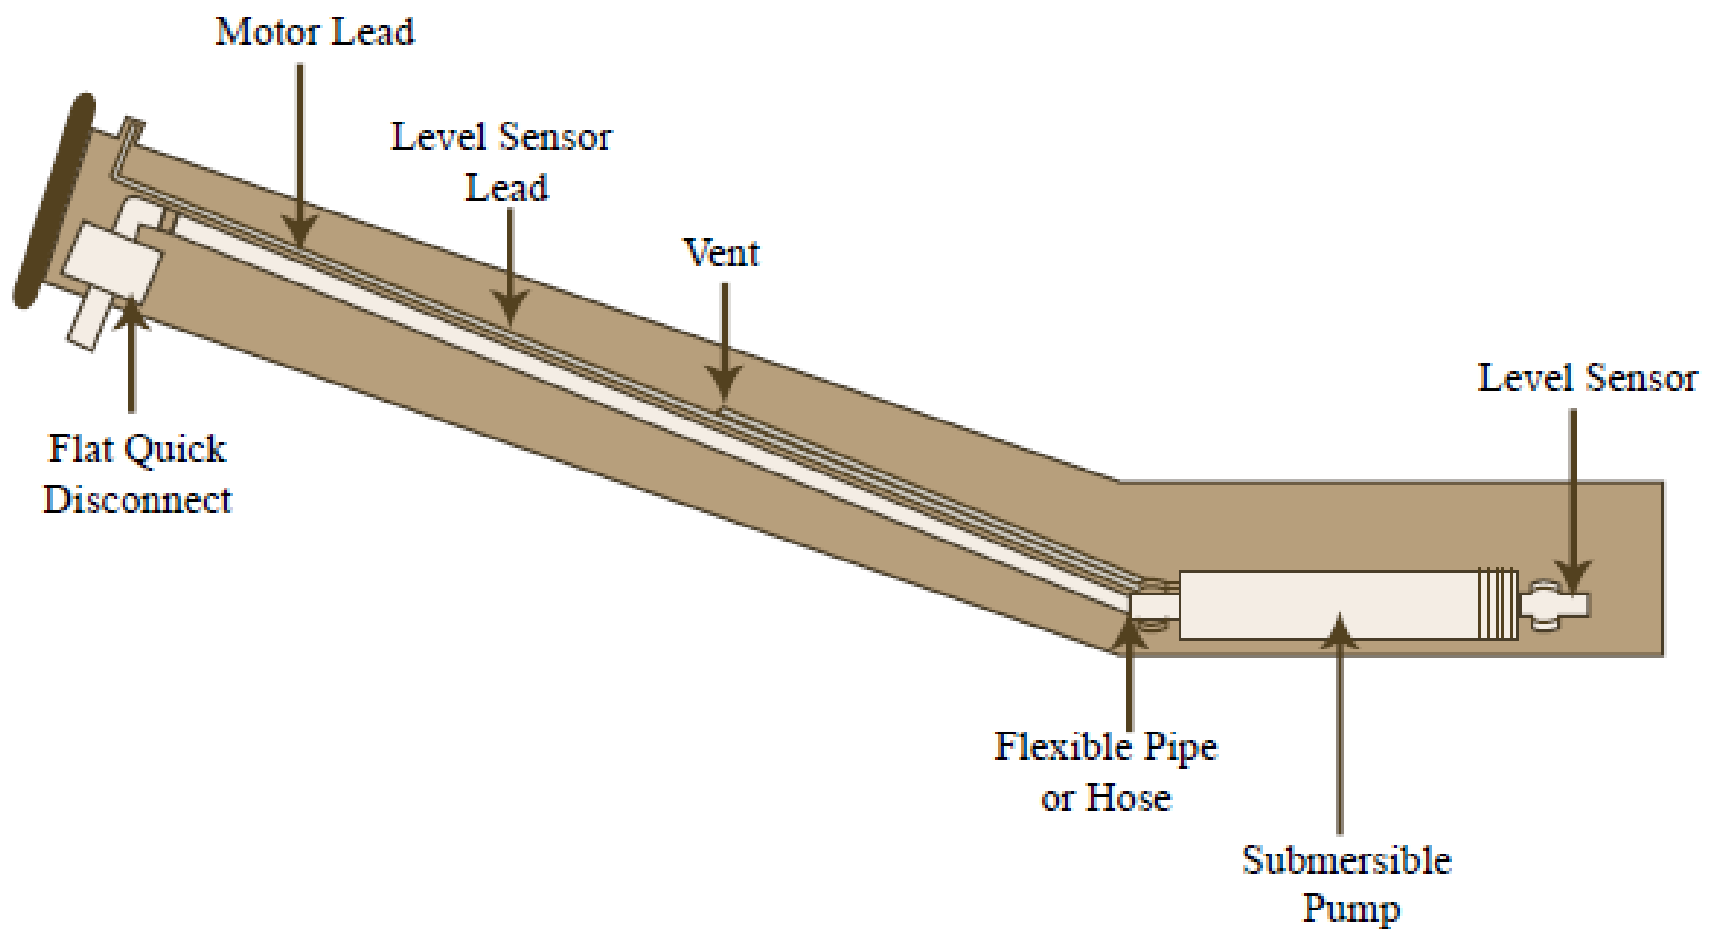 Motor Lead
Level Sensor
Lead
Vent
Level Sensor
Flat Quick
Disconnect
Flexible Pipe
or Hose
Submersible
Pump